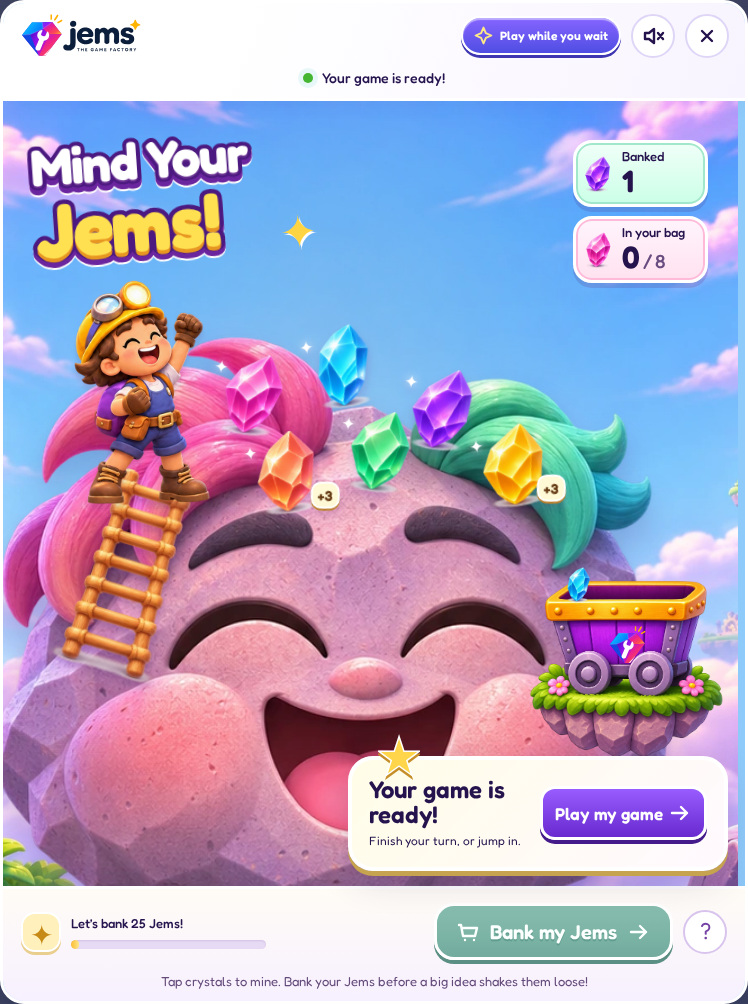 jems
THE GAME FACTORY
Play while you wait
Your game is ready!
Mind Your
Jems!
Banked
1
In your bag
0/8
+3
+3
Your game is
ready!
Finish your turn, or jump in.
Play my game
Let's bank 25 Jems!
Bank my Jems
?
Tap crystals to mine. Bank your Jems before a big idea shakes them loose!